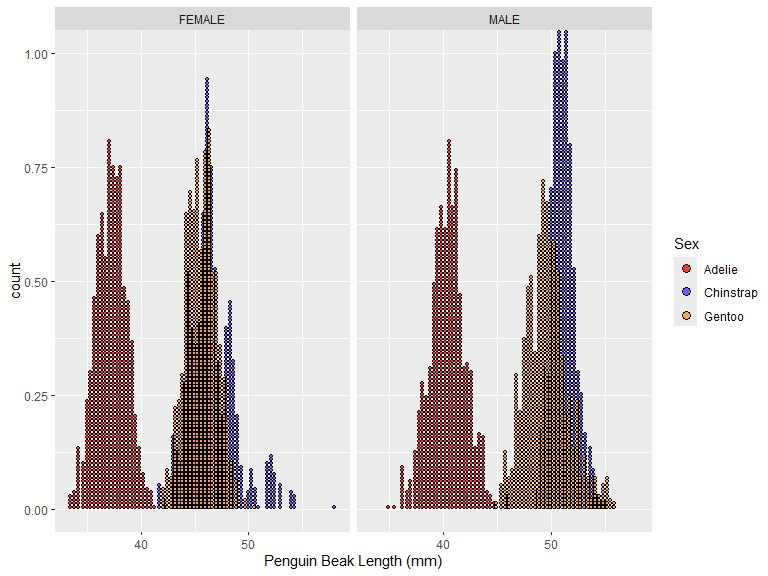 FEMALE
MALE
1.00
0.75
0.50
0.25
0.00
count
40
50
40
50
Penguin Beak Length (mm)
Sex
Adelie
Chinstrap
Gentoo